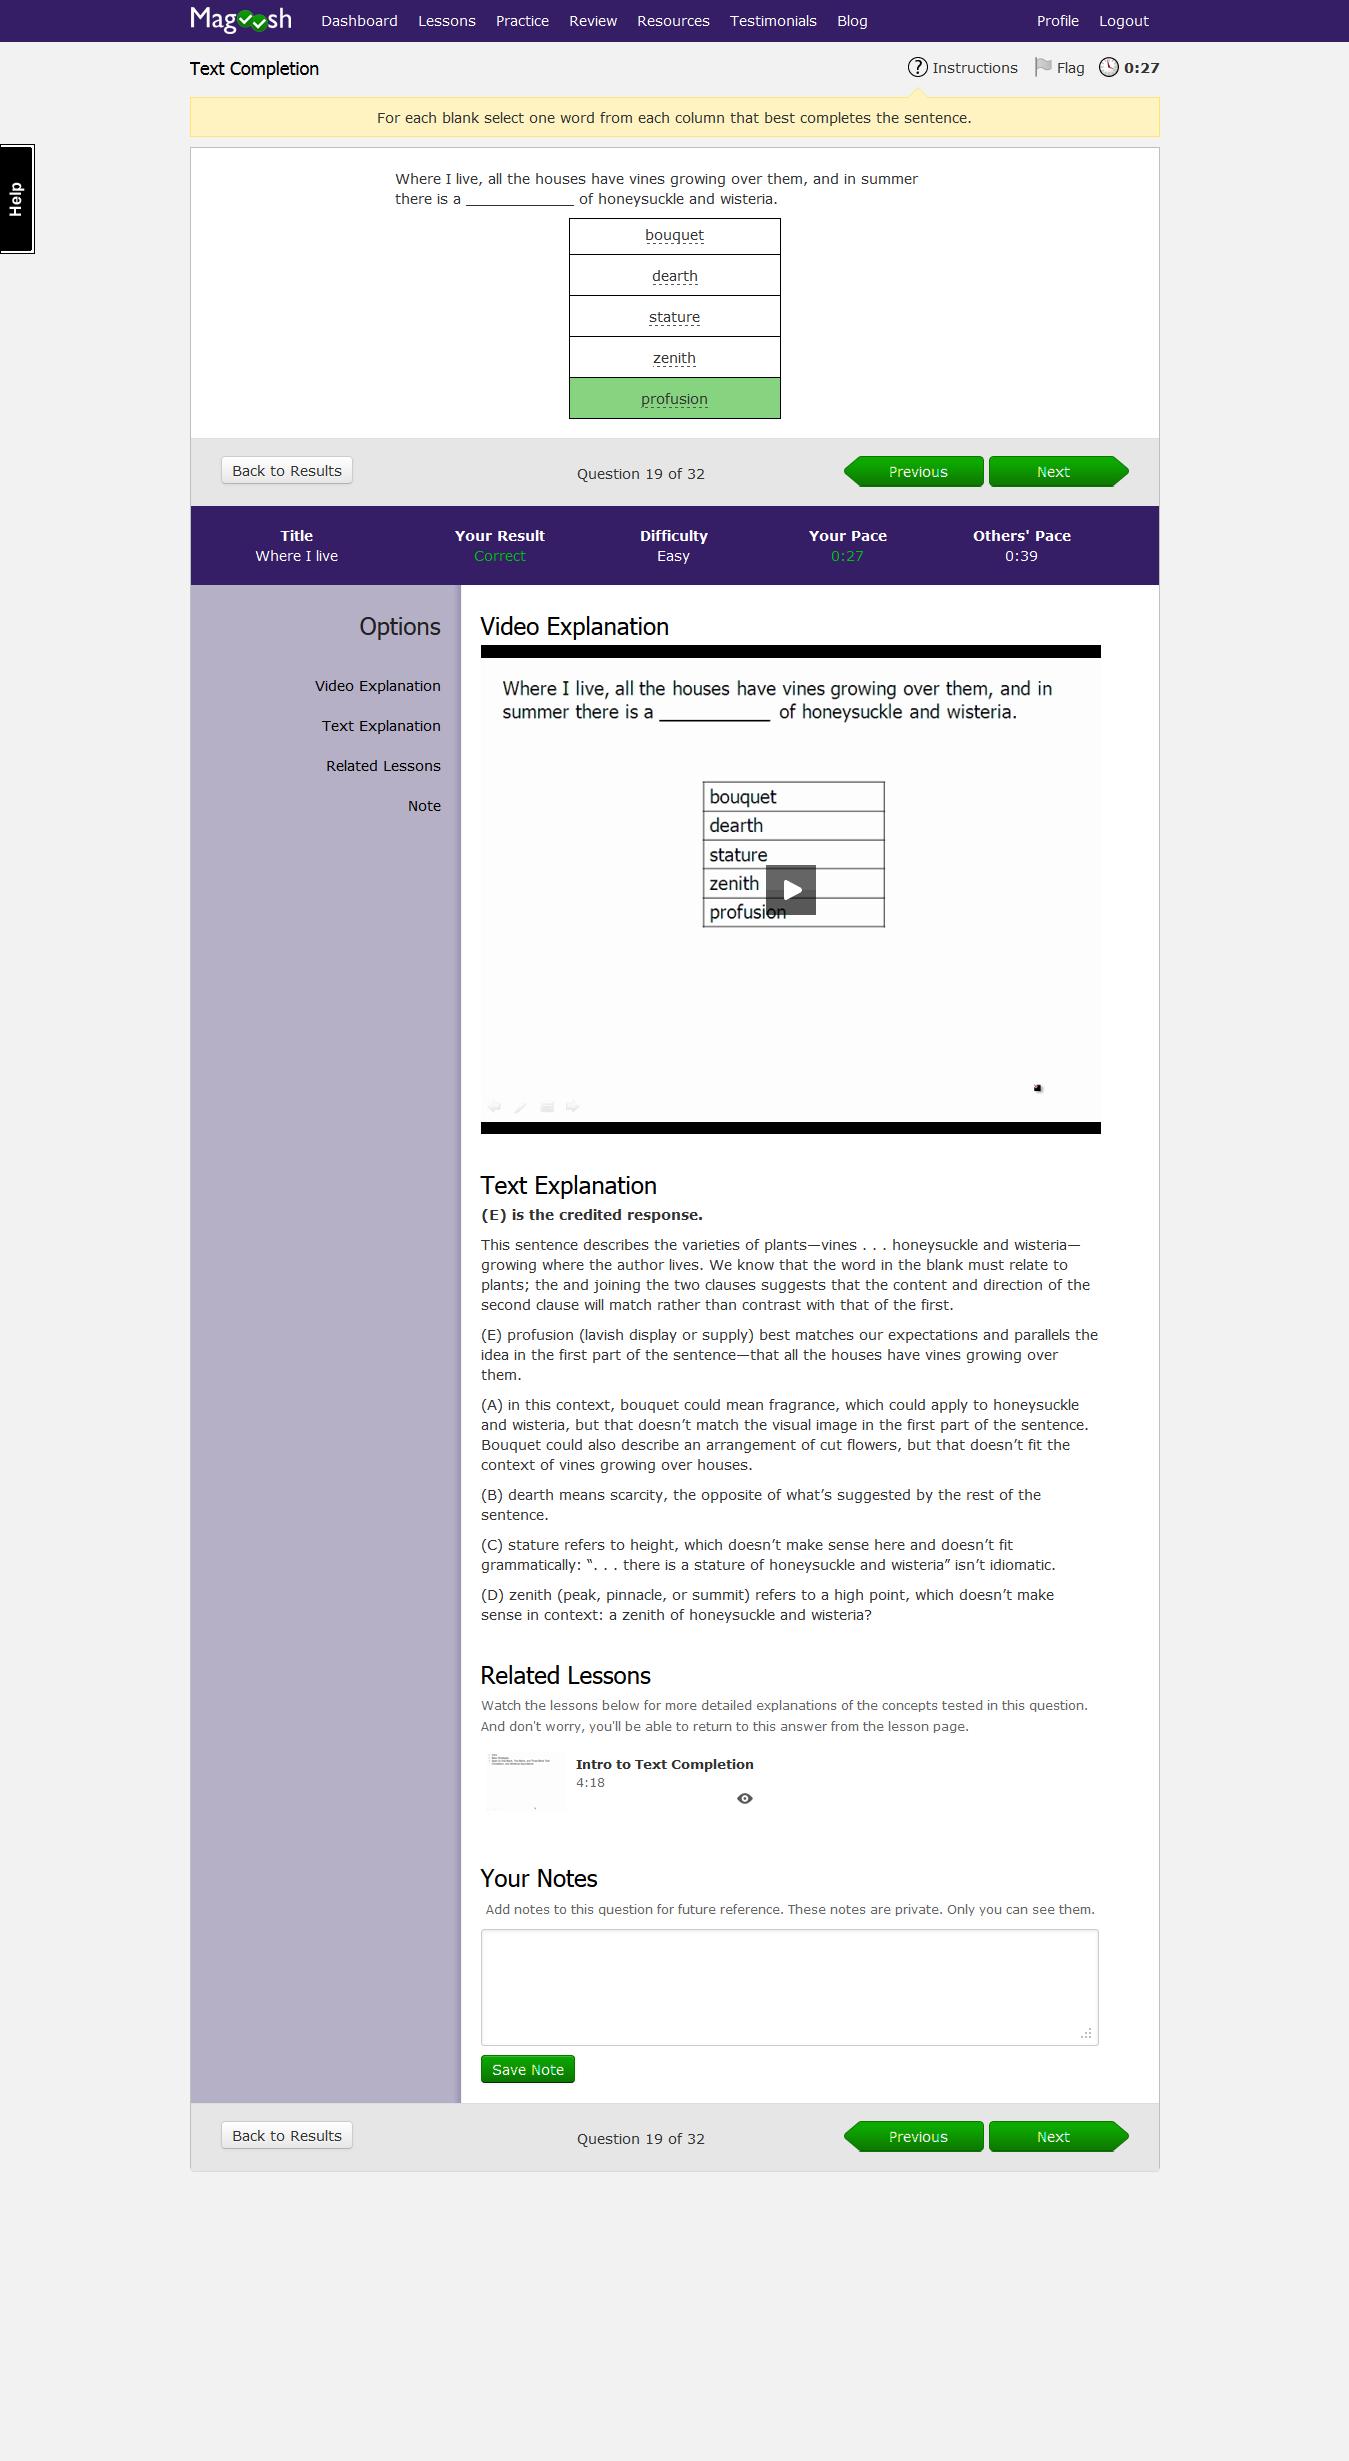 Magoosh Dashboard Lessons Practice Review Resources Testimonials Blog Profile Logout
Text Completion
? Instructions Flag 0:27
For each blank select one word from each column that best completes the sentence.
Help
Where I live, all the houses have vines growing over them, and in summer
there is a ____________ of honeysuckle and wisteria.
bouquet
dearth
stature
zenith
profusion
Back to Results Question 19 of 32 Previous Next
Title Your Result Difficulty Your Pace Others' Pace
Where I live Correct Easy 0:27 0:39
Options
Video Explanation
Text Explanation
Related Lessons
Note
Video Explanation
Where I live, all the houses have vines growing over them, and in
summer there is a ___________ of honeysuckle and wisteria.
bouquet
dearth
stature
zenith
profusion
Text Explanation
(E) is the credited response.
This sentence describes the varieties of plants—vines . . . honeysuckle and wisteria—
growing where the author lives. We know that the word in the blank must relate to
plants; the and joining the two clauses suggests that the content and direction of the
second clause will match rather than contrast with that of the first.
(E) profusion (lavish display or supply) best matches our expectations and parallels the
idea in the first part of the sentence—that all the houses have vines growing over
them.
(A) in this context, bouquet could mean fragrance, which could apply to honeysuckle
and wisteria, but that doesn’t match the visual image in the first part of the sentence.
Bouquet could also describe an arrangement of cut flowers, but that doesn’t fit the
context of vines growing over houses.
(B) dearth means scarcity, the opposite of what’s suggested by the rest of the
sentence.
(C) stature refers to height, which doesn’t make sense here and doesn’t fit
grammatically: “. . . there is a stature of honeysuckle and wisteria” isn’t idiomatic.
(D) zenith (peak, pinnacle, or summit) refers to a high point, which doesn’t make
sense in context: a zenith of honeysuckle and wisteria?
Related Lessons
Watch the lessons below for more detailed explanations of the concepts tested in this question.
And don't worry, you'll be able to return to this answer from the lesson page.
Intro to Text Completion
4:18
Your Notes
Add notes to this question for future reference. These notes are private. Only you can see them.
Save Note
Back to Results Question 19 of 32 Previous Next